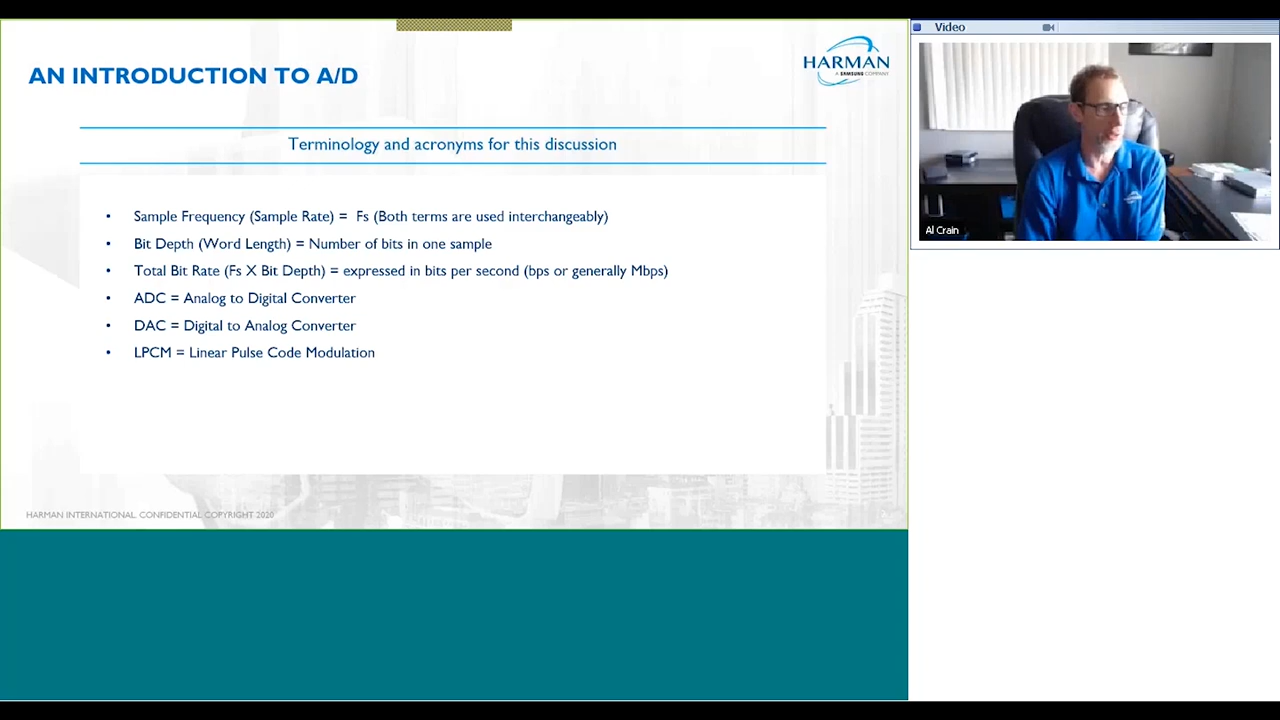 AN INTRODUCTION TO A/D
HARMAN
A SAMSUNG COMPANY
Terminology and acronyms for this discussion
• Sample Frequency (Sample Rate) = Fs (Both terms are used interchangeably)
• Bit Depth (Word Length) = Number of bits in one sample
• Total Bit Rate (Fs X Bit Depth) = expressed in bits per second (bps or generally Mbps)
• ADC = Analog to Digital Converter
• DAC = Digital to Analog Converter
• LPCM = Linear Pulse Code Modulation
HARMAN INTERNATIONAL. CONFIDENTIAL.COPYRIGHT 2020
Video
Al Crain